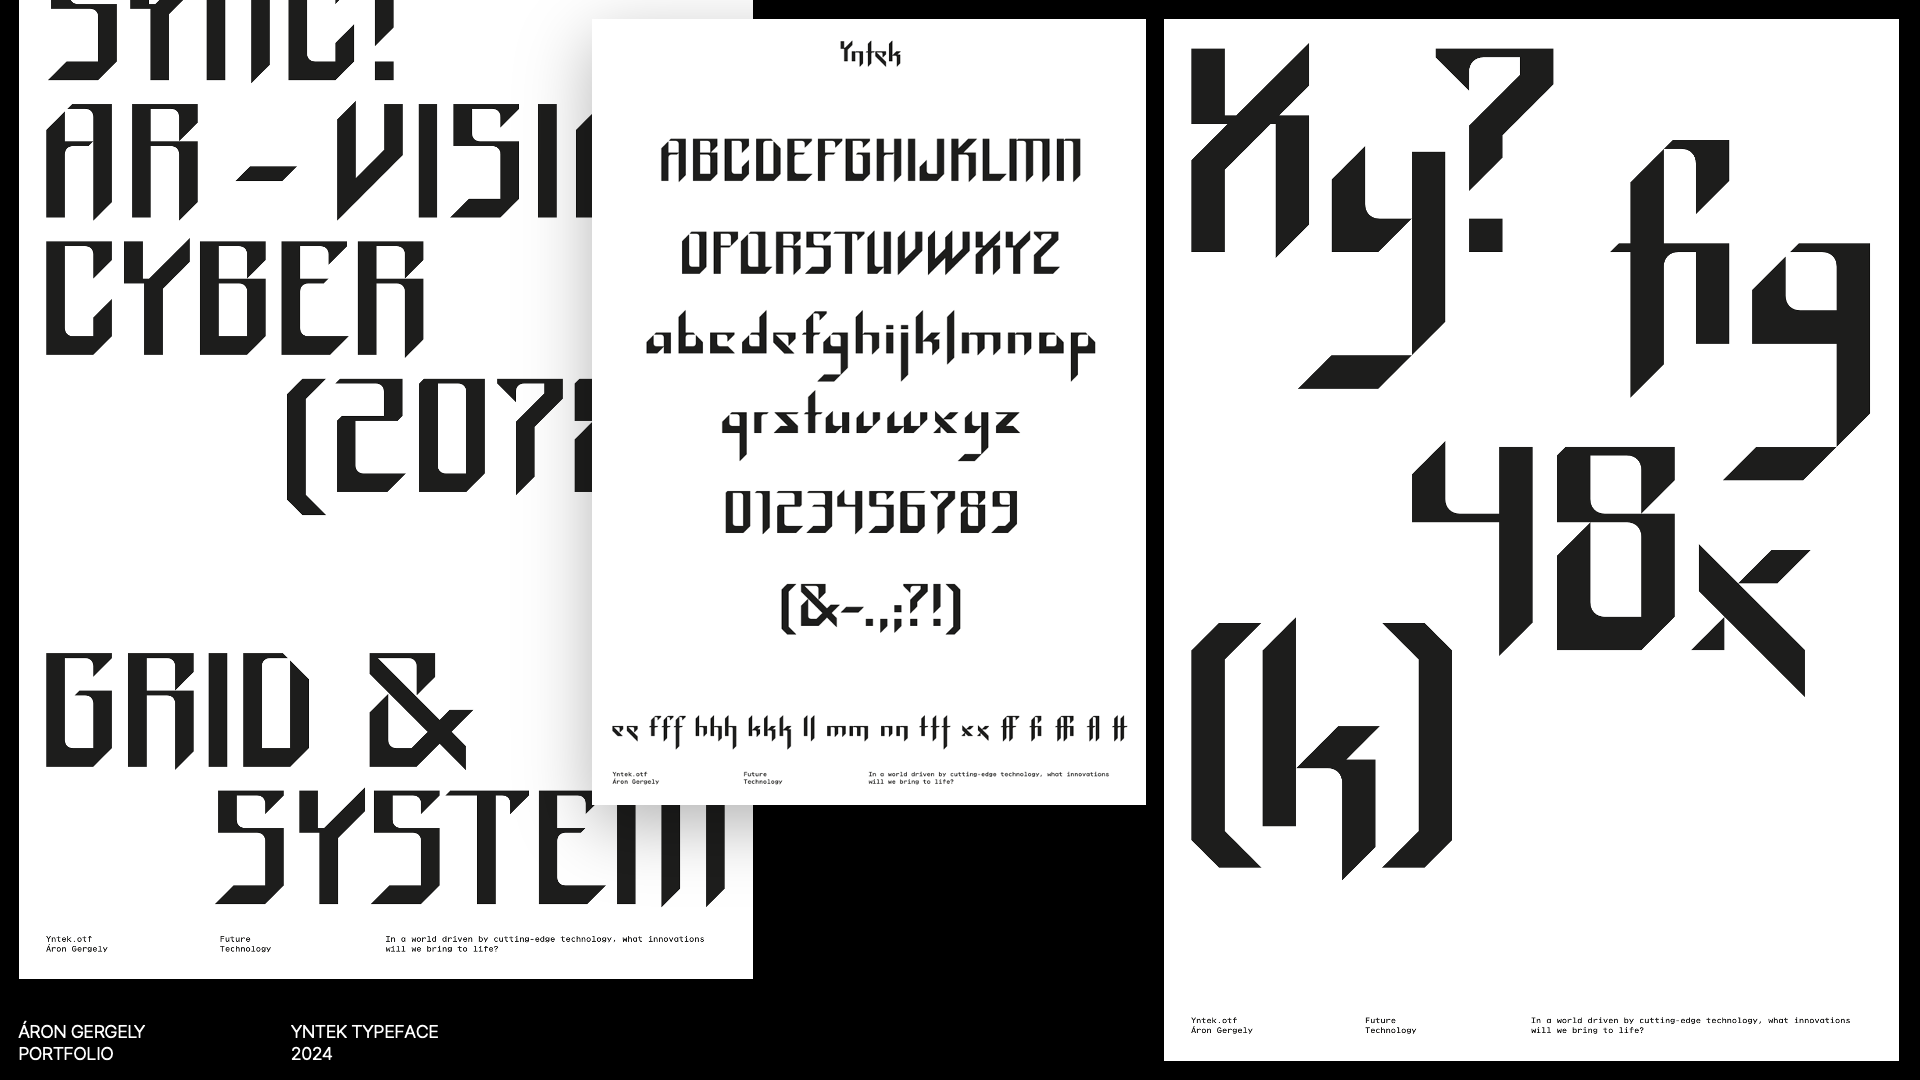 SYNC!
AR - VISI
CYBER
(207
GRID &
SYSTEM
Yntek.otf
Áron Gergely
Future
Technology
In a world driven by cutting-edge technology, what innovations
will we bring to life?
Yntek
ABCDEFGHIJKLMN
OPQRSTUVWXYZ
abcdefghijklmnop
qrstuvwxyz
0123456789
(&-.,;?!)
ee fff hhh kkk ll mm nn ttt xx ff fi ffi fl tt
Yntek.otf
Áron Gergely
Future
Technology
In a world driven by cutting-edge technology, what innovations
will we bring to life?
Xy?
fig
48x
(k)
Yntek.otf
Áron Gergely
Future
Technology
In a world driven by cutting-edge technology, what innovations
will we bring to life?
ÁRON GERGELY
PORTFOLIO
YNTEK TYPEFACE
2024